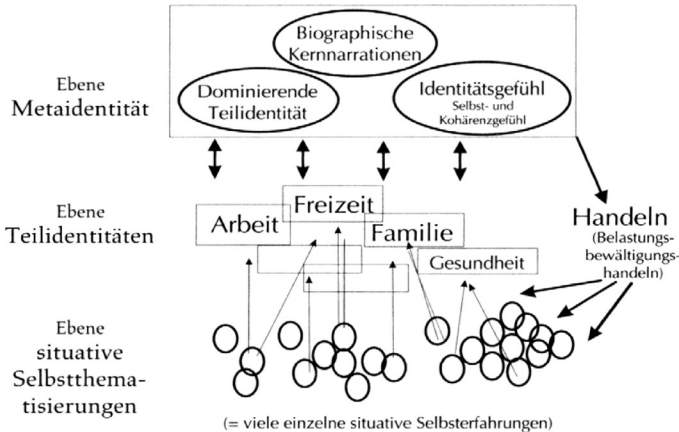 Biographische
Kernnarrationen
Ebene
Metaidentität
Dominierende
Teilidentität
Identitätsgefühl
Selbst- und
Kohärenzgefühl
Ebene
Teilidentitäten
Arbeit
Freizeit
Familie
Gesundheit
Handeln
(Belastungs-
bewältigungs-
handeln)
Ebene
situative
Selbstthema-
tisierungen
(= viele einzelne situative Selbsterfahrungen)